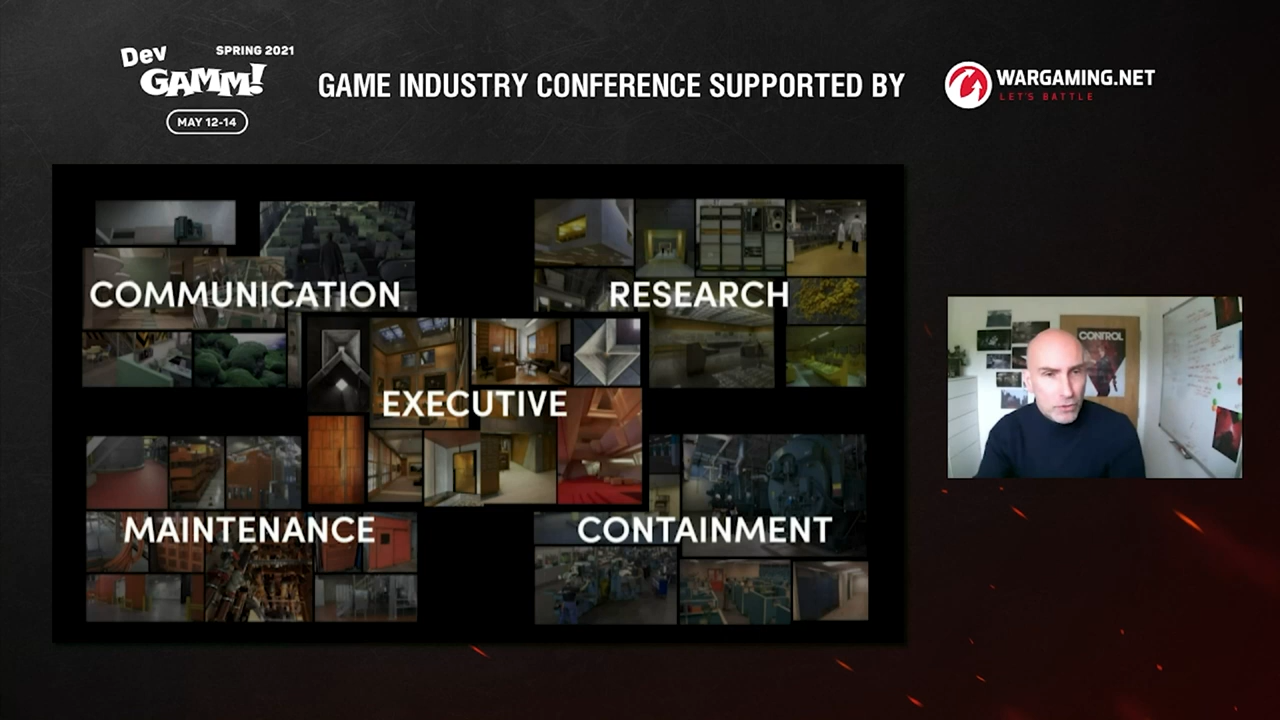 Dev
SPRING 2021
GAMM!
MAY 12-14
GAME INDUSTRY CONFERENCE SUPPORTED BY
WARGAMING.NET
LET'S BATTLE
COMMUNICATION
RESEARCH
EXECUTIVE
MAINTENANCE
CONTAINMENT
CONTROL